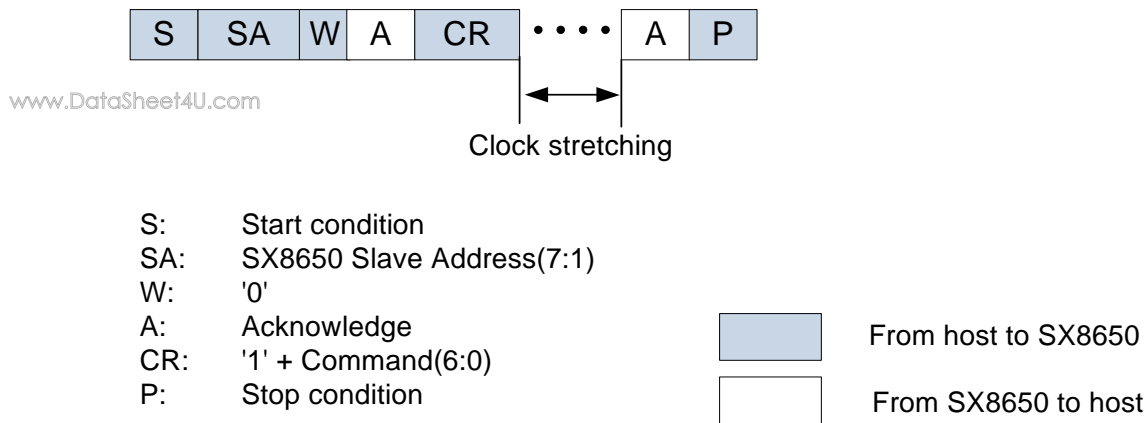 S SA W A CR • • • • A P
www.DataSheet4U.com
Clock stretching
S: Start condition
SA: SX8650 Slave Address(7:1)
W: '0'
A: Acknowledge
CR: '1' + Command(6:0)
P: Stop condition
From host to SX8650
From SX8650 to host